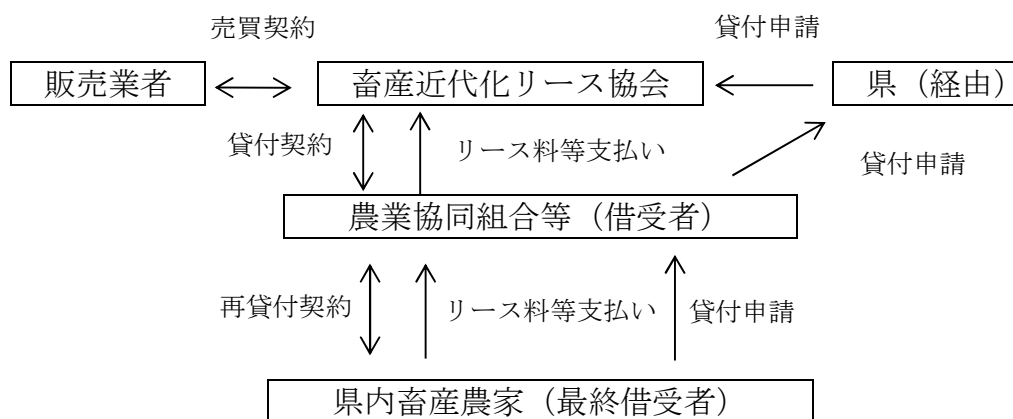 売買契約
貸付申請
販売業者
畜産近代化リース協会
県（経由）
貸付契約
リース料等支払い
貸付申請
農業協同組合等（借受者）
再貸付契約
リース料等支払い
貸付申請
県内畜産農家（最終借受者）